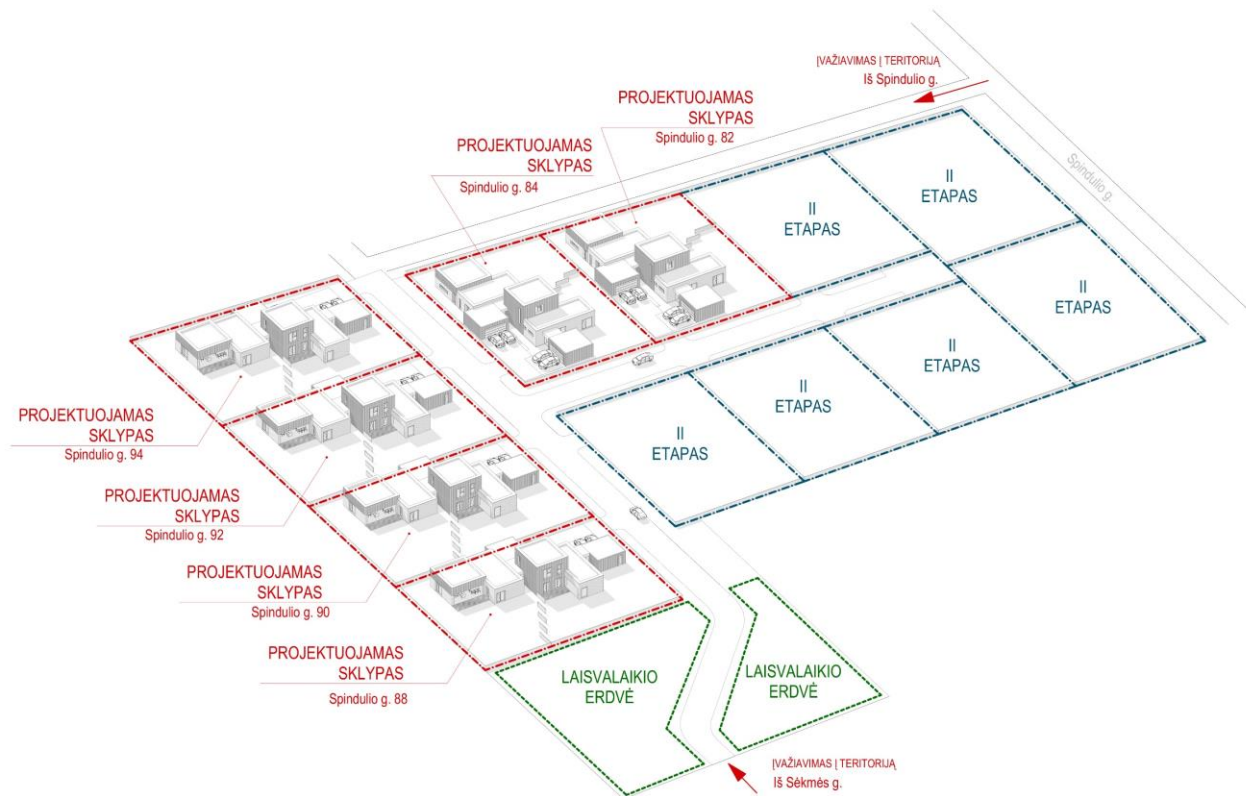 ĮVAŽIAVIMAS Į TERITORIJĄ
Iš Spindulio g.
PROJEKTUOJAMAS
SKLYPAS
Spindulio g. 82
PROJEKTUOJAMAS
SKLYPAS
Spindulio g. 84
Spindulio g.
II
ETAPAS
II
ETAPAS
II
ETAPAS
II
ETAPAS
II
ETAPAS
II
ETAPAS
PROJEKTUOJAMAS
SKLYPAS
Spindulio g. 94
PROJEKTUOJAMAS
SKLYPAS
Spindulio g. 92
PROJEKTUOJAMAS
SKLYPAS
Spindulio g. 90
PROJEKTUOJAMAS
SKLYPAS
Spindulio g. 88
LAISVALAIKIO
ERDVĖ
LAISVALAIKIO
ERDVĖ
ĮVAŽIAVIMAS Į TERITORIJĄ
Iš Sėkmės g.